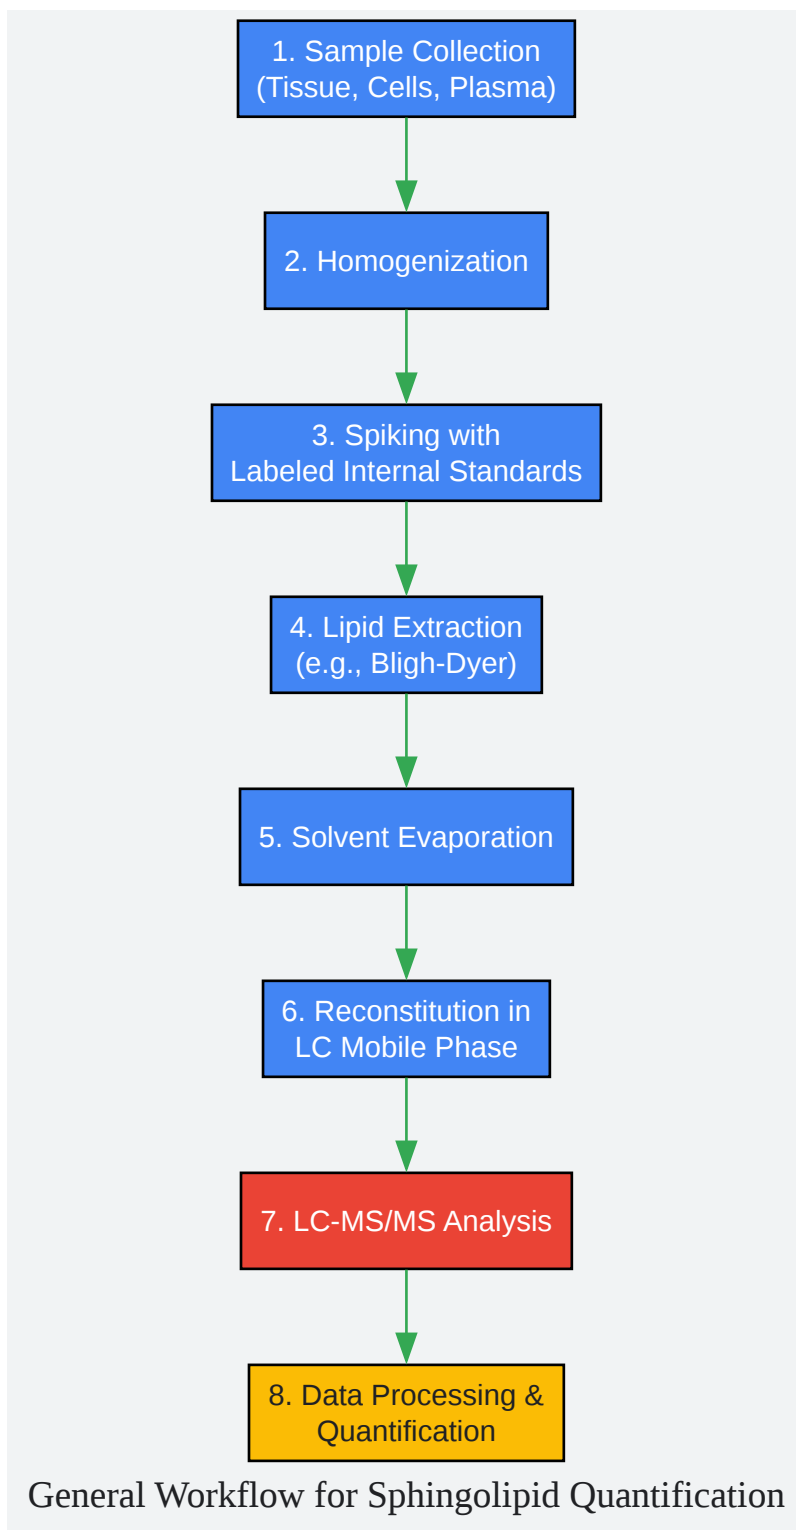 1. Sample Collection
(Tissue, Cells, Plasma)
2. Homogenization
3. Spiking with
Labeled Internal Standards
4. Lipid Extraction
(e.g., Bligh-Dyer)
5. Solvent Evaporation
6. Reconstitution in
LC Mobile Phase
7. LC-MS/MS Analysis
8. Data Processing &
Quantification
General Workflow for Sphingolipid Quantification